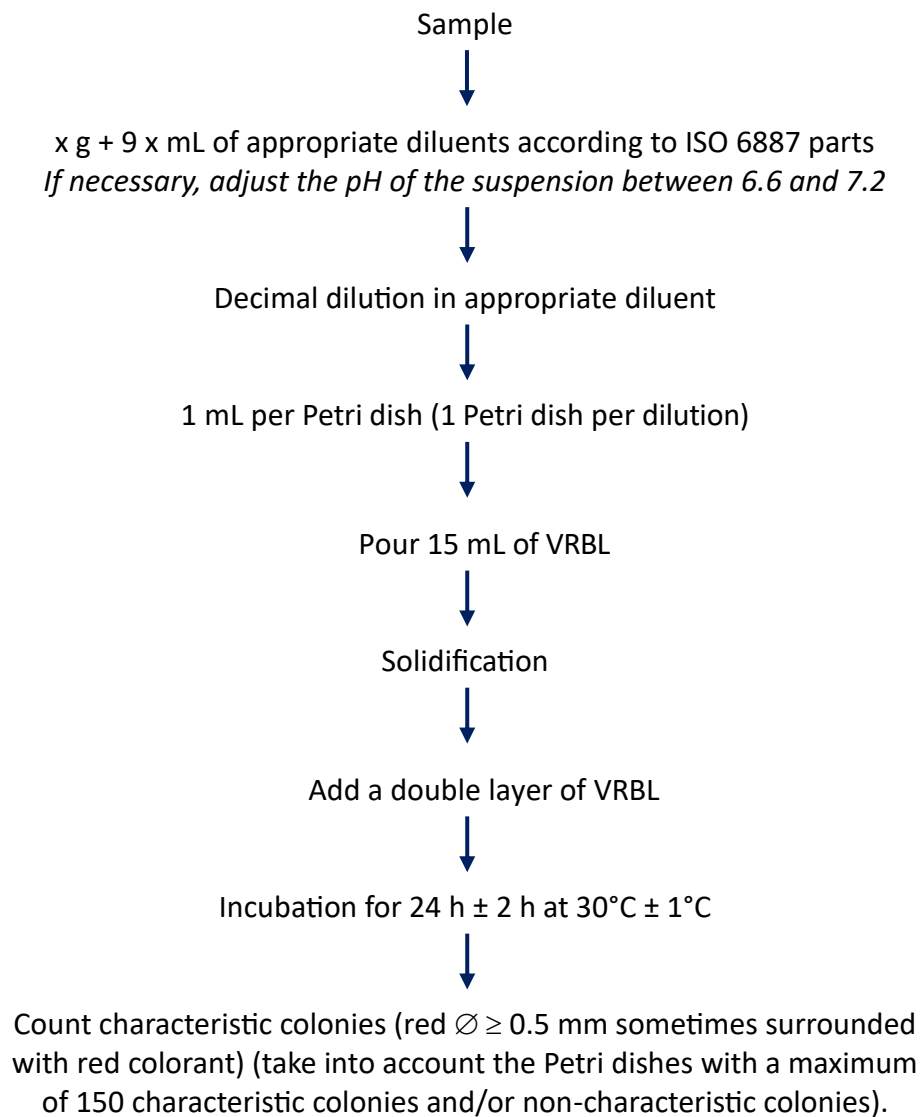 Sample
x g + 9 x mL of appropriate diluents according to ISO 6887 parts
If necessary, adjust the pH of the suspension between 6.6 and 7.2
Decimal dilution in appropriate diluent
1 mL per Petri dish (1 Petri dish per dilution)
Pour 15 mL of VRBL
Solidification
Add a double layer of VRBL
Incubation for 24 h ± 2 h at 30°C ± 1°C
Count characteristic colonies (red ∅ ≥ 0.5 mm sometimes surrounded
with red colorant) (take into account the Petri dishes with a maximum
of 150 characteristic colonies and/or non-characteristic colonies).